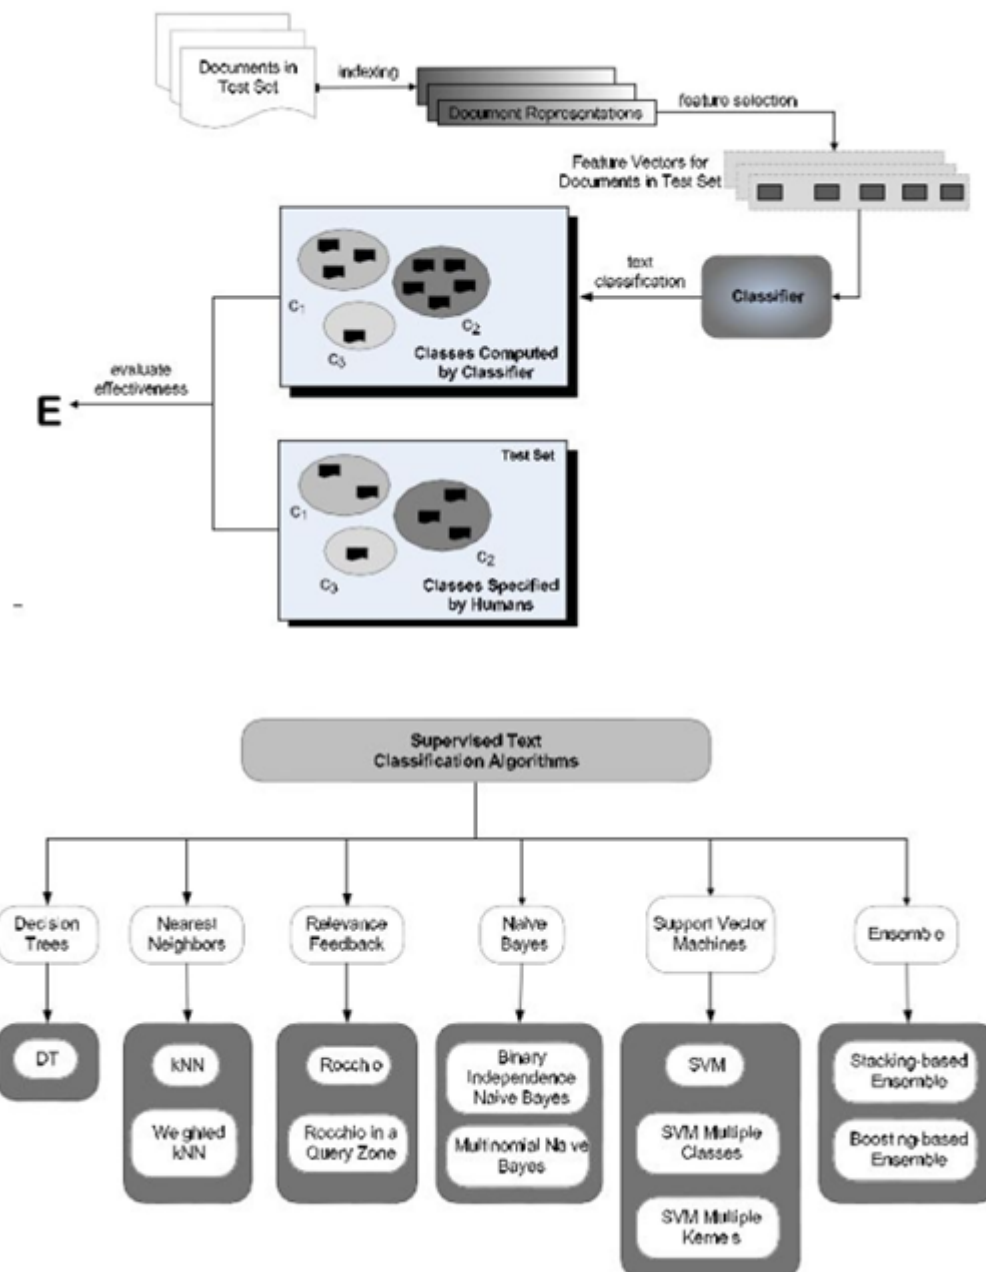 Documents in
Test Set
indexing
Document Representations
feature selection
Feature Vectors for
Documents in Test Set
text
classification
Classifier
C1
C2
C3
Classes Computed
by Classifier
evaluate
effectiveness
E
Test Set
C1
C2
C3
Classes Specified
by Humans
Supervised Text
Classification Algorithms
Decision
Trees
Nearest
Neighbors
Relevance
Feedback
Naïve
Bayes
Support Vector
Machines
Ensemble
DT
kNN
Weighted
kNN
Rocchio
Rocchio in a
Query Zone
Binary
Independence
Naive Bayes
Multinomial Naive
Bayes
SVM
SVM Multiple
Classes
SVM Multiple
Kernels
Stacking-based
Ensemble
Boosting-based
Ensemble